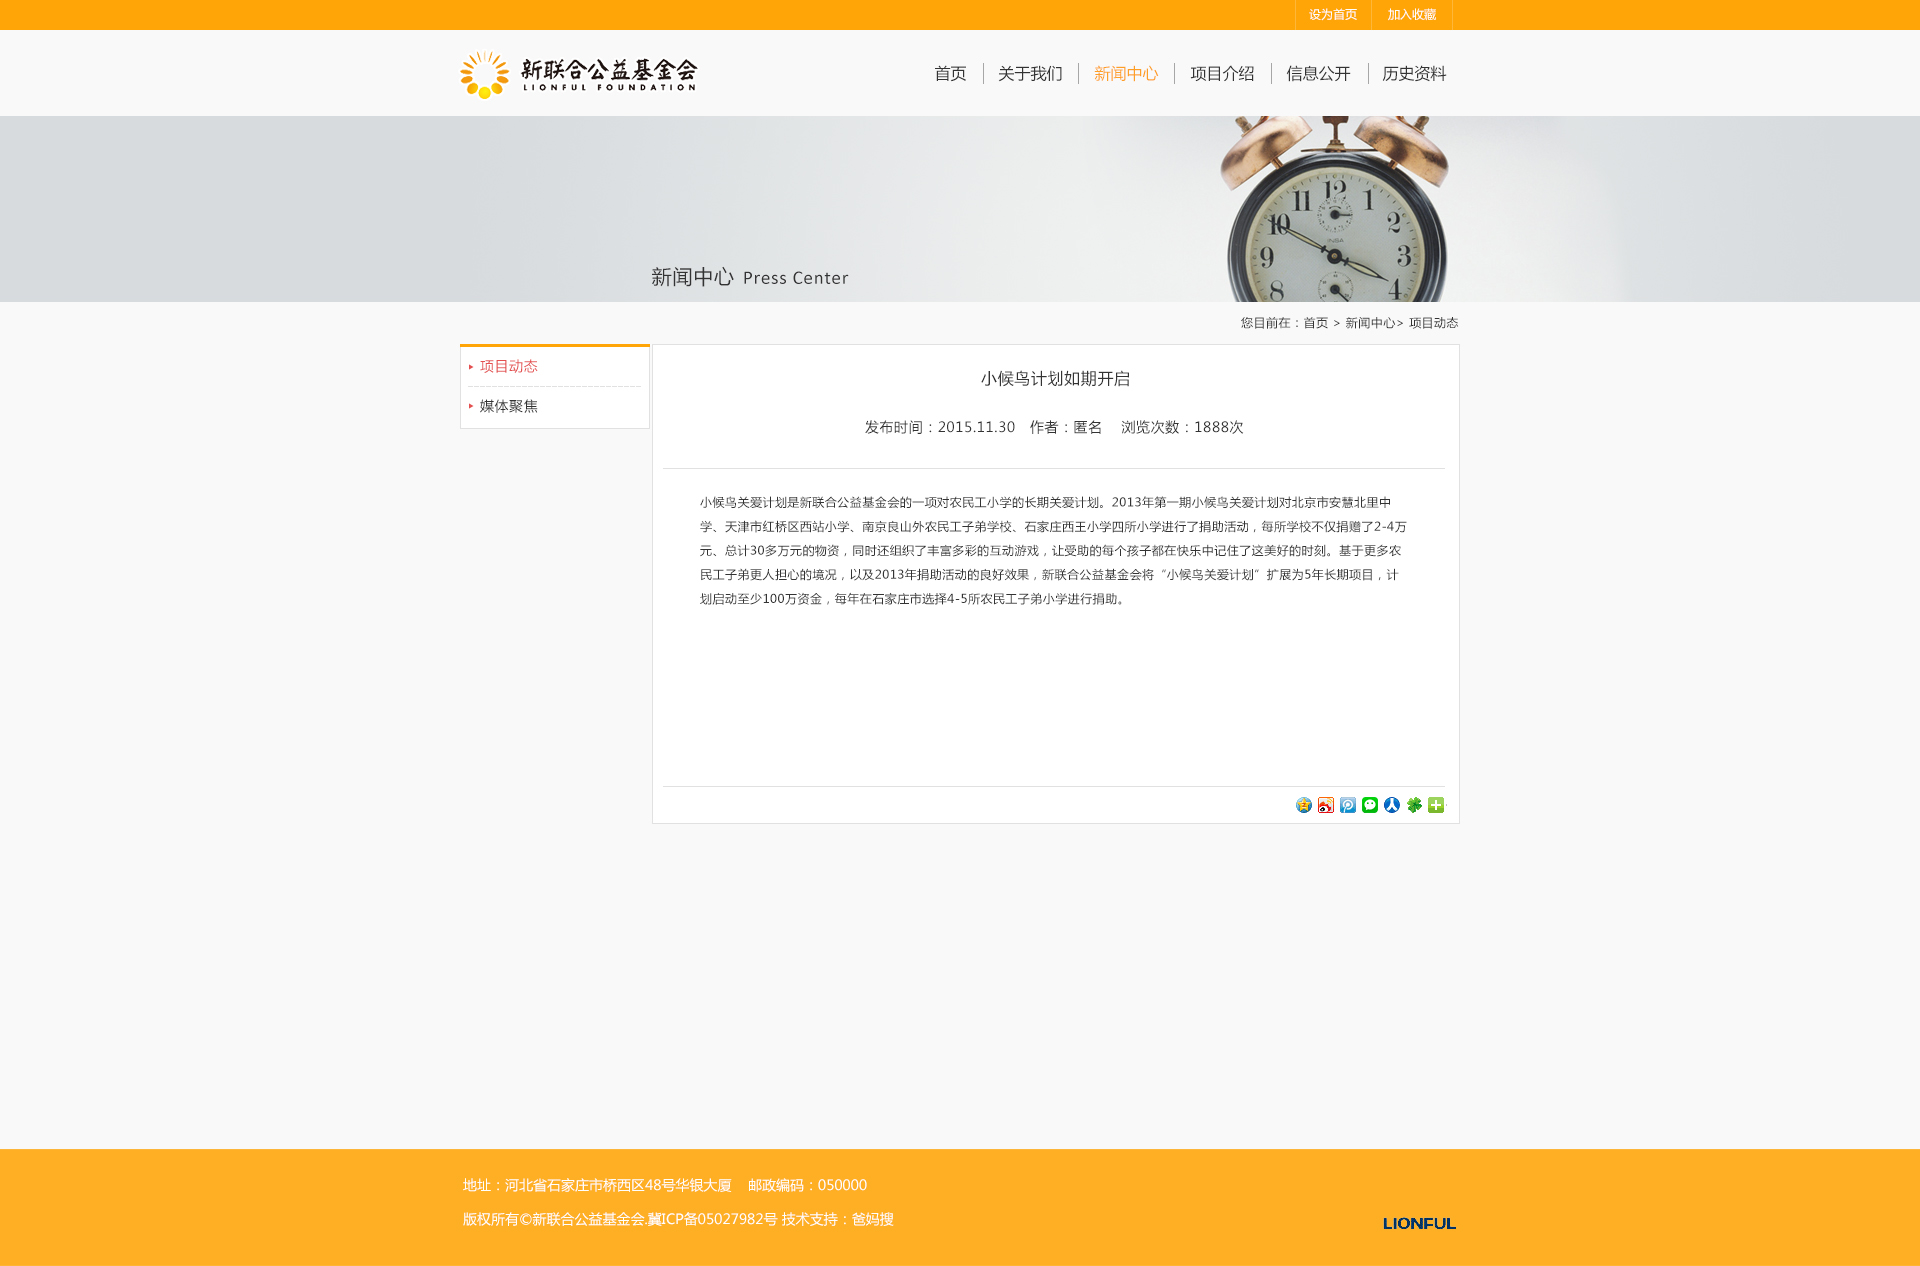 设为首页 加入收藏
新联合公益基金会
LIONFUL FOUNDATION
首页 关于我们 新闻中心 项目介绍 信息公开 历史资料
12
11
10
9
8
1
2
3
4
新闻中心 Press Center
您目前在：首页 > 新闻中心> 项目动态
项目动态
媒体聚焦
小候鸟计划如期开启
发布时间：2015.11.30 作者：匿名 浏览次数：1888次
小候鸟关爱计划是新联合公益基金会的一项对农民工小学的长期关爱计划。2013年第一期小候鸟关爱计划对北京市安慧北里中
学、天津市红桥区西站小学、南京良山外农民工子弟学校、石家庄西王小学四所小学进行了捐助活动，每所学校不仅捐赠了2-4万
元、总计30多万元的物资，同时还组织了丰富多彩的互动游戏，让受助的每个孩子都在快乐中记住了这美好的时刻。基于更多农
民工子弟更人担心的境况，以及2013年捐助活动的良好效果，新联合公益基金会将“小候鸟关爱计划”扩展为5年长期项目，计
划启动至少100万资金，每年在石家庄市选择4-5所农民工子弟小学进行捐助。
地址：河北省石家庄市桥西区48号华银大厦 邮政编码：050000
版权所有©新联合公益基金会.冀ICP备05027982号 技术支持：爸妈搜
LIONFUL